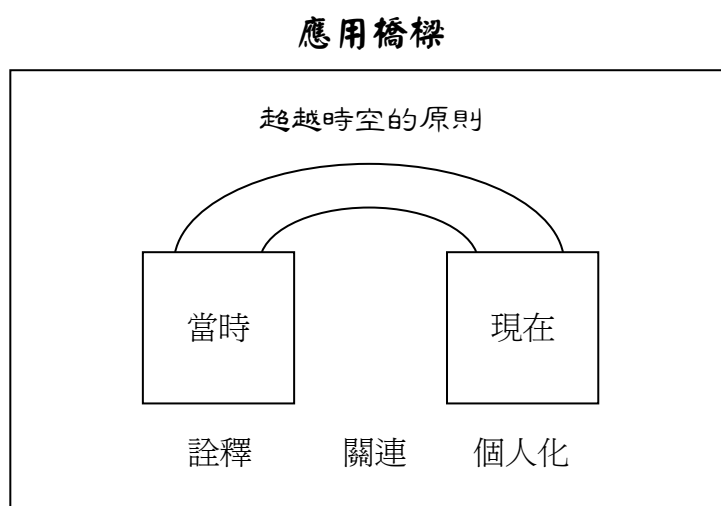 應用橋樑
超越時空的原則
當時
現在
詮釋
關連
個人化